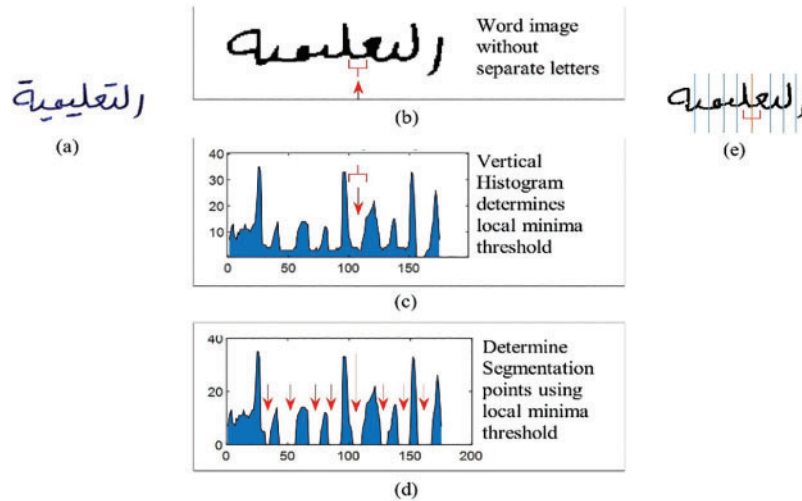 التعليمية
(a)
التعليمية
Word image
without
separate letters
(b)
(e)
40
30
20
10
0
50
100
150
Vertical
Histogram
determines
local minima
threshold
(c)
40
20
0
0
50
100
150
200
Determine
Segmentation
points using
local minima
threshold
(d)